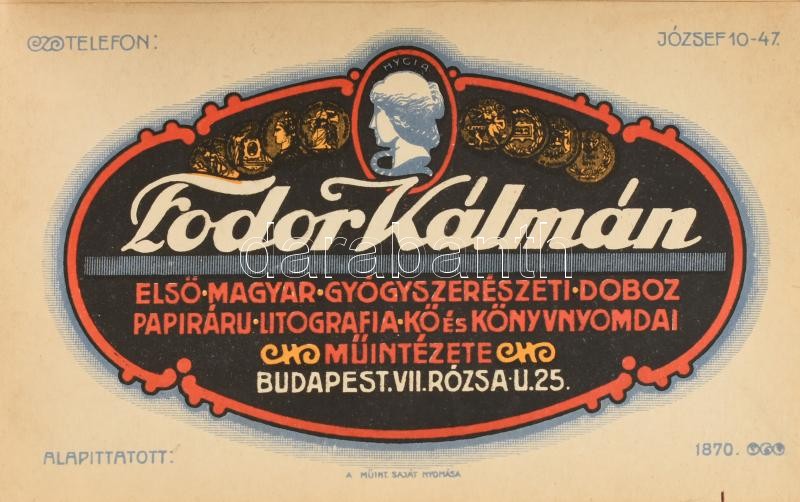 TELEFON: JÓZSEF 10-47.
HYGIA
Fodor Kálmán
darabanth
ELSŐ·MAGYAR·GYÓGYSZERÉSZETI·DOBOZ
PAPIRÁRU·LITOGRAFIA·KŐ és KÖNYVNYOMDAI
MŰINTÉZETE
BUDAPEST.VII.RÓZSA·U.25.
ALAPITTATOTT: 1870.
A MŰINT. SAJÁT NYOMÁSA